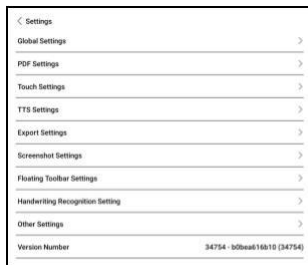 Settings
Global Settings
PDF Settings
Touch Settings
TTS Settings
Export Settings
Screenshot Settings
Floating Toolbar Settings
Handwriting Recognition Setting
Other Settings
Version Number 34754 - b0bea616b10 (34754)